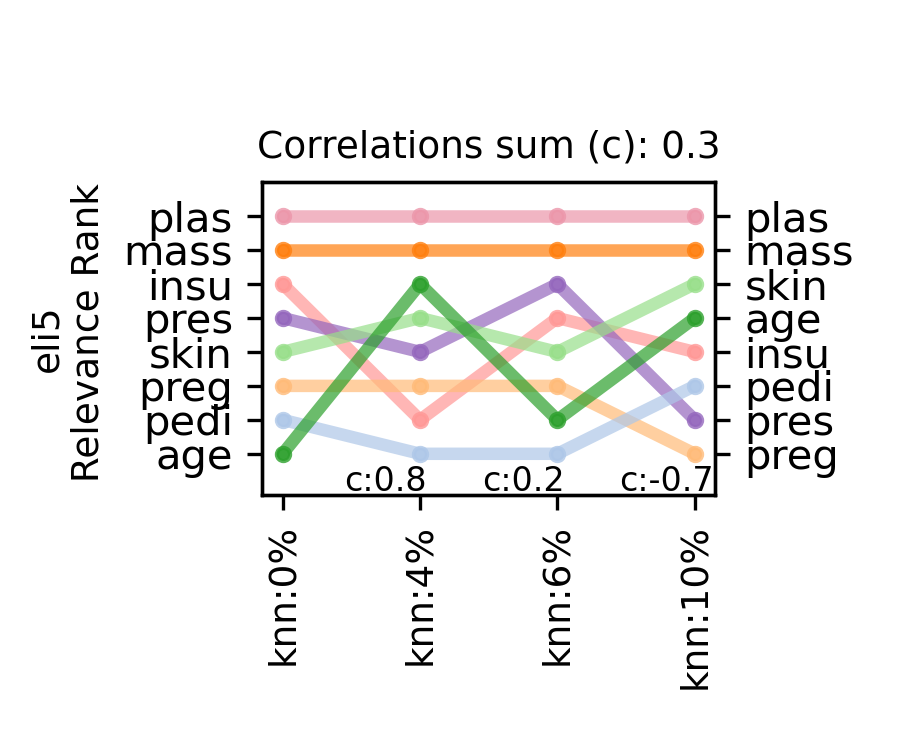 Correlations sum (c): 0.3
eli5
Relevance Rank
plas
mass
insu
pres
skin
preg
pedi
age
plas
mass
skin
age
insu
pedi
pres
preg
c:0.8
c:0.2
c:-0.7
knn:0%
knn:4%
knn:6%
knn:10%